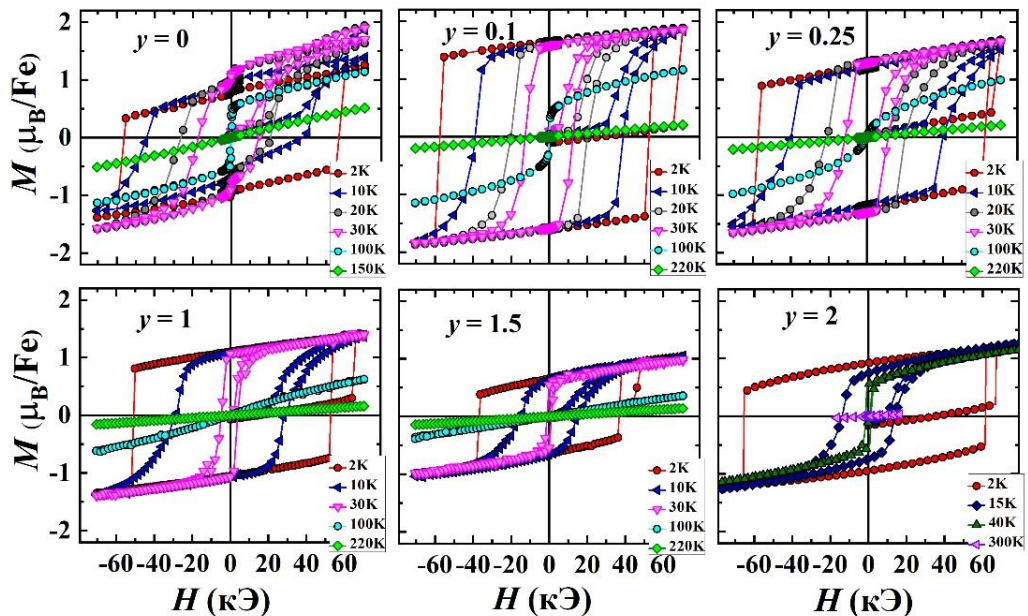 y = 0
y = 0.1
y = 0.25
M (μB/Fe)
2
1
0
-1
-2
2K
10K
20K
30K
100K
150K
2K
10K
20K
30K
100K
220K
2K
10K
20K
30K
100K
220K
y = 1
y = 1.5
y = 2
M (μB/Fe)
2
1
0
-1
-2
2K
10K
30K
100K
220K
2K
10K
30K
100K
220K
2K
15K
40K
300K
-60 -40 -20 0 20 40 60
-60 -40 -20 0 20 40 60
-60 -40 -20 0 20 40 60
H (кЭ)
H (кЭ)
H (кЭ)